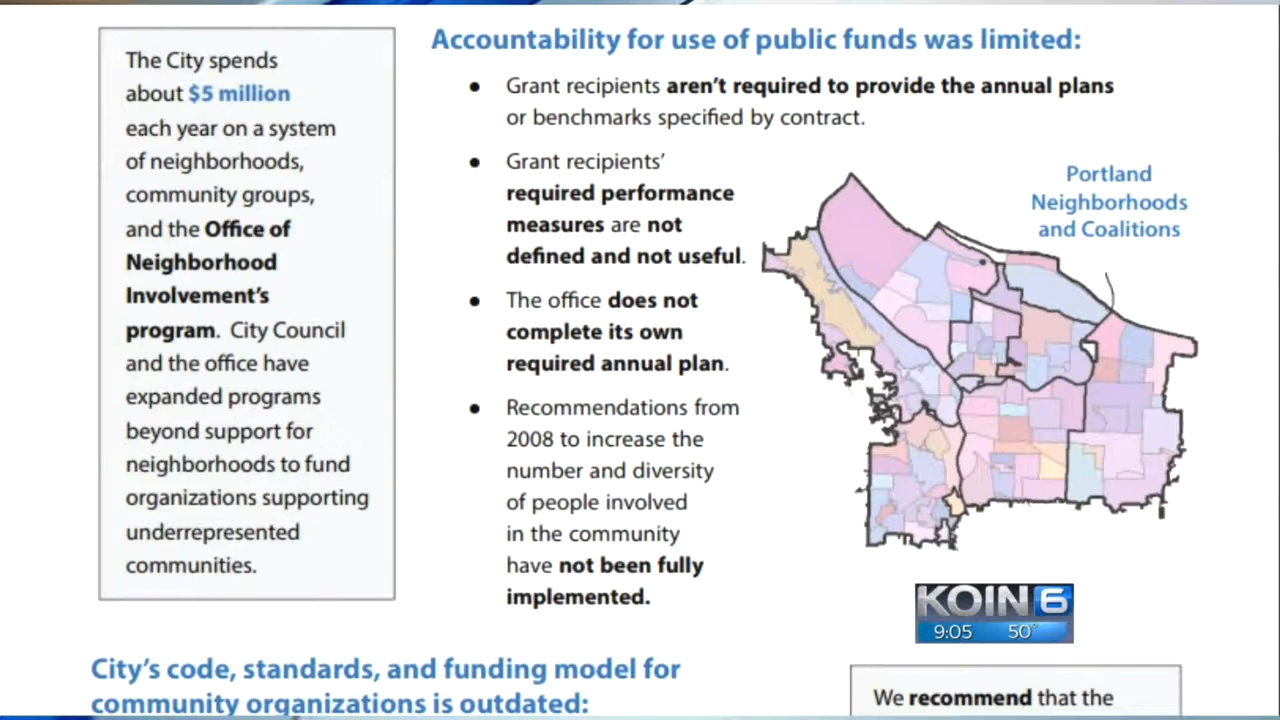 The City spends
about $5 million
each year on a system
of neighborhoods,
community groups,
and the Office of
Neighborhood
Involvement's
program. City Council
and the office have
expanded programs
beyond support for
neighborhoods to fund
organizations supporting
underrepresented
communities.
Accountability for use of public funds was limited:
• Grant recipients aren't required to provide the annual plans
or benchmarks specified by contract.
• Grant recipients'
required performance
measures are not
defined and not useful.
• The office does not
complete its own
required annual plan.
• Recommendations from
2008 to increase the
number and diversity
of people involved
in the community
have not been fully
implemented.
Portland
Neighborhoods
and Coalitions
KOIN 6
9:05 50°
City's code, standards, and funding model for
community organizations is outdated:
We recommend that the